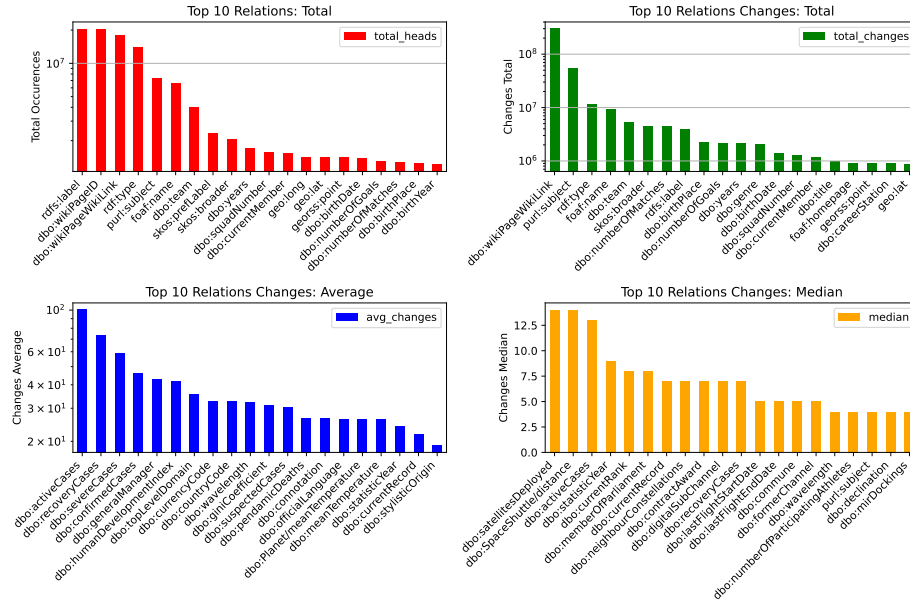 Top 10 Relations: Total
total_heads
Total Occurences
10^7
rdfs:label
dbo:wikiPageID
dbo:wikiPageWikiLink
rdf:type
purl:subject
foaf:name
dbo:team
skos:prefLabel
skos:broader
dbo:years
dbo:squadNumber
dbo:currentMember
geo:long
geo:lat
georss:point
dbo:birthDate
dbo:numberOfGoals
dbo:numberOfMatches
dbo:birthPlace
dbo:birthYear
Top 10 Relations Changes: Total
total_changes
Changes Total
10^8
10^7
10^6
dbo:wikiPageWikiLink
purl:subject
rdf:type
foaf:name
dbo:team
skos:broader
dbo:numberOfMatches
rdfs:label
dbo:birthPlace
dbo:numberOfGoals
dbo:years
dbo:genre
dbo:birthDate
dbo:squadNumber
dbo:currentMember
dbo:title
foaf:homepage
georss:point
dbo:careerStation
geo:lat
Top 10 Relations Changes: Average
avg_changes
Changes Average
10^2
6 × 10^1
4 × 10^1
3 × 10^1
2 × 10^1
dbo:activeCases
dbo:recoveryCases
dbo:severeCases
dbo:confirmedCases
dbo:generalManager
dbo:humanDevelopmentIndex
dbo:topLevelDomain
dbo:currencyCode
dbo:countryCode
dbo:wavelength
dbo:giniCoefficient
dbo:suspectedCases
dbo:pandemicDeaths
dbo:connotation
dbo:officialLanguage
dbo:Planet/meanTemperature
dbo:meanTemperature
dbo:statisticYear
dbo:currentRecord
dbo:stylisticOrigin
Top 10 Relations Changes: Median
median
Changes Median
12.5
10.0
7.5
5.0
2.5
0.0
dbo:satellitesDeployed
dbo:SpaceShuttle/distance
dbo:activeCases
dbo:statisticYear
dbo:currentRank
dbo:memberOfParliament
dbo:currentRecord
dbo:neighbourConstellations
dbo:contractAward
dbo:digitalSubChannel
dbo:recoveryCases
dbo:lastFlightStartDate
dbo:lastFlightEndDate
dbo:commune
dbo:formerChannel
dbo:wavelength
dbo:numberOfParticipatingAthletes
purl:subject
dbo:declination
dbo:mirDockings